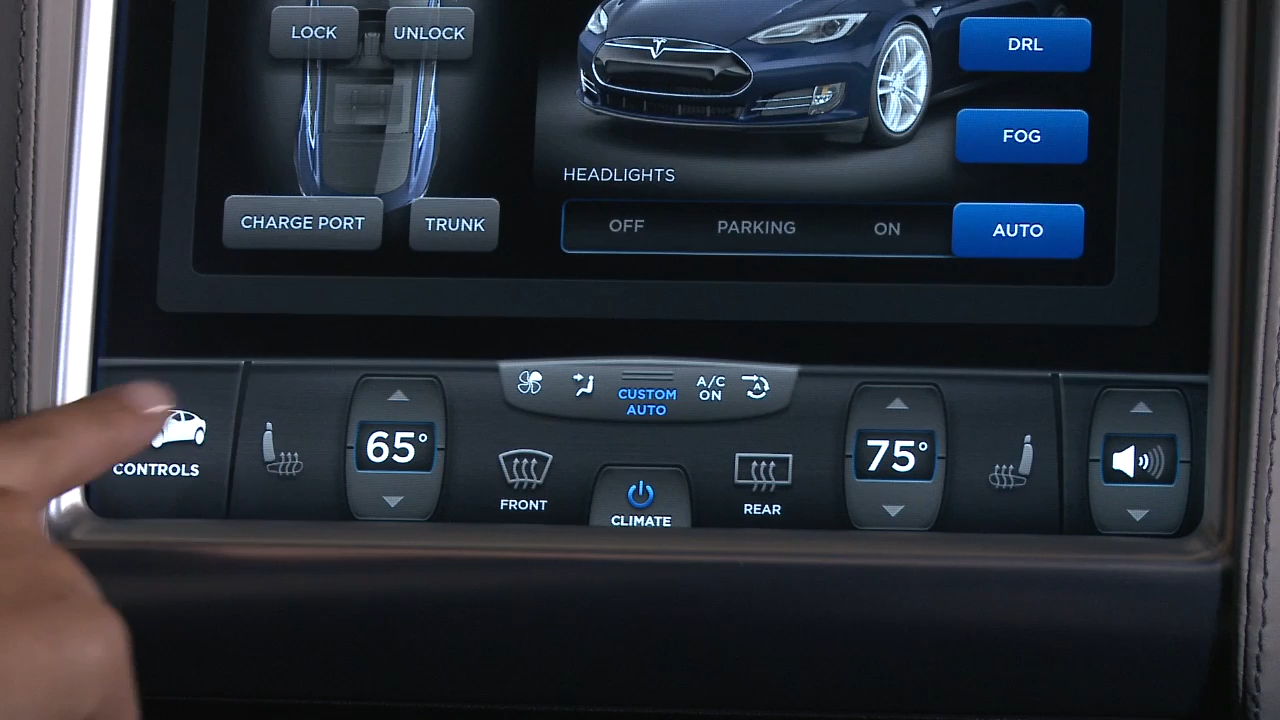 LOCK
UNLOCK
DRL
FOG
HEADLIGHTS
CHARGE PORT
TRUNK
OFF
PARKING
ON
AUTO
CUSTOM
AUTO
A/C
ON
A
65°
75°
CONTROLS
FRONT
CLIMATE
REAR